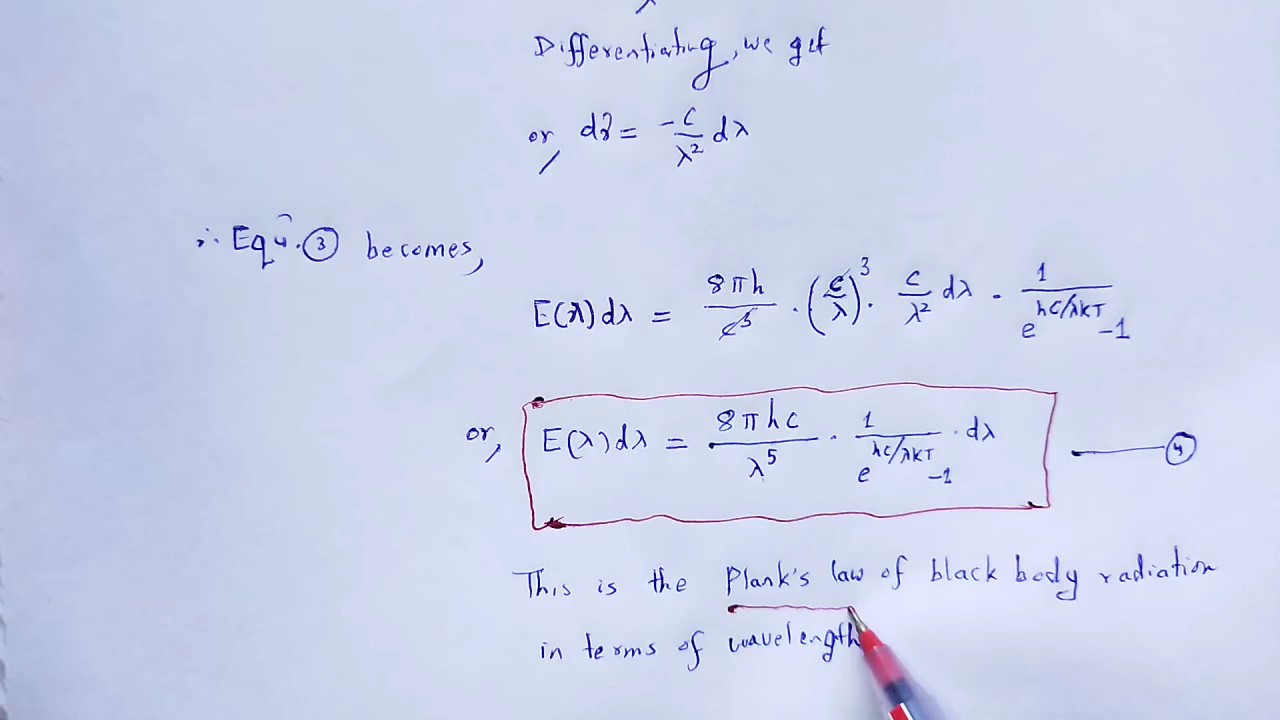 Differentiating, we get
or, dν = -c/λ² dλ
∴ Equⁿ. ③ becomes,
E(λ)dλ = 8πh/c³ · (c/λ)³ · c/λ² dλ · 1/(e^(hc/λKT) - 1)
or, E(λ)dλ = 8πhc/λ⁵ · 1/(e^(hc/λKT) - 1) · dλ —— ④
This is the Plank's law of black body radiation
in terms of wavelength